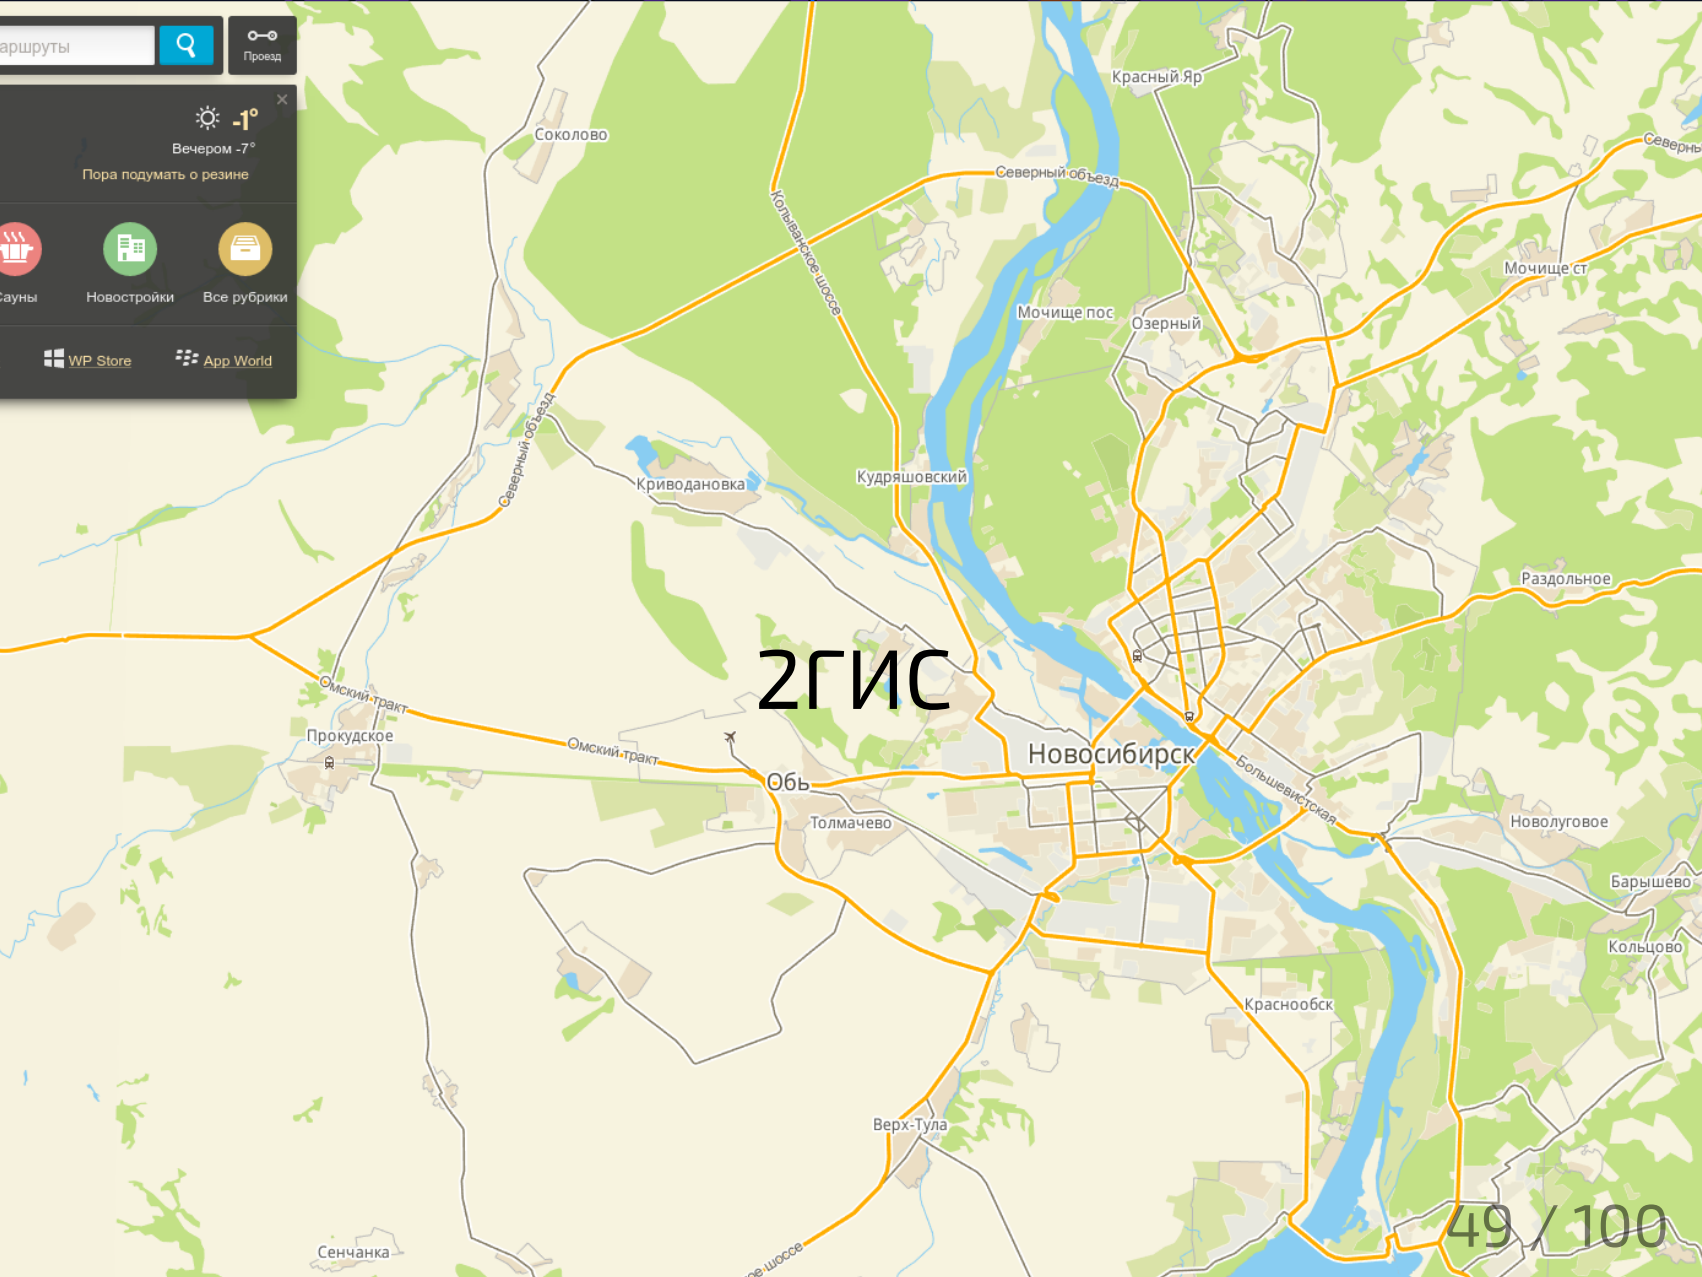 аршруты
Проезд
-1°
Вечером -7°
Пора подумать о резине
Сауны
Новостройки
Все рубрики
WP Store
App World
Красный Яр
Соколово
Северный объезд
Северны
Колыванское шоссе
Мочище ст
Мочище пос
Озерный
Северный объезд
Кудряшовский
Криводановка
Раздольное
2ГИС
Омский тракт
Прокудское
Омский тракт
Новосибирск
Обь
Большевистская
Толмачево
Новолуговое
Барышево
Кольцово
Краснообск
Верх-Тула
Сенчанка
ое шоссе
49 / 100